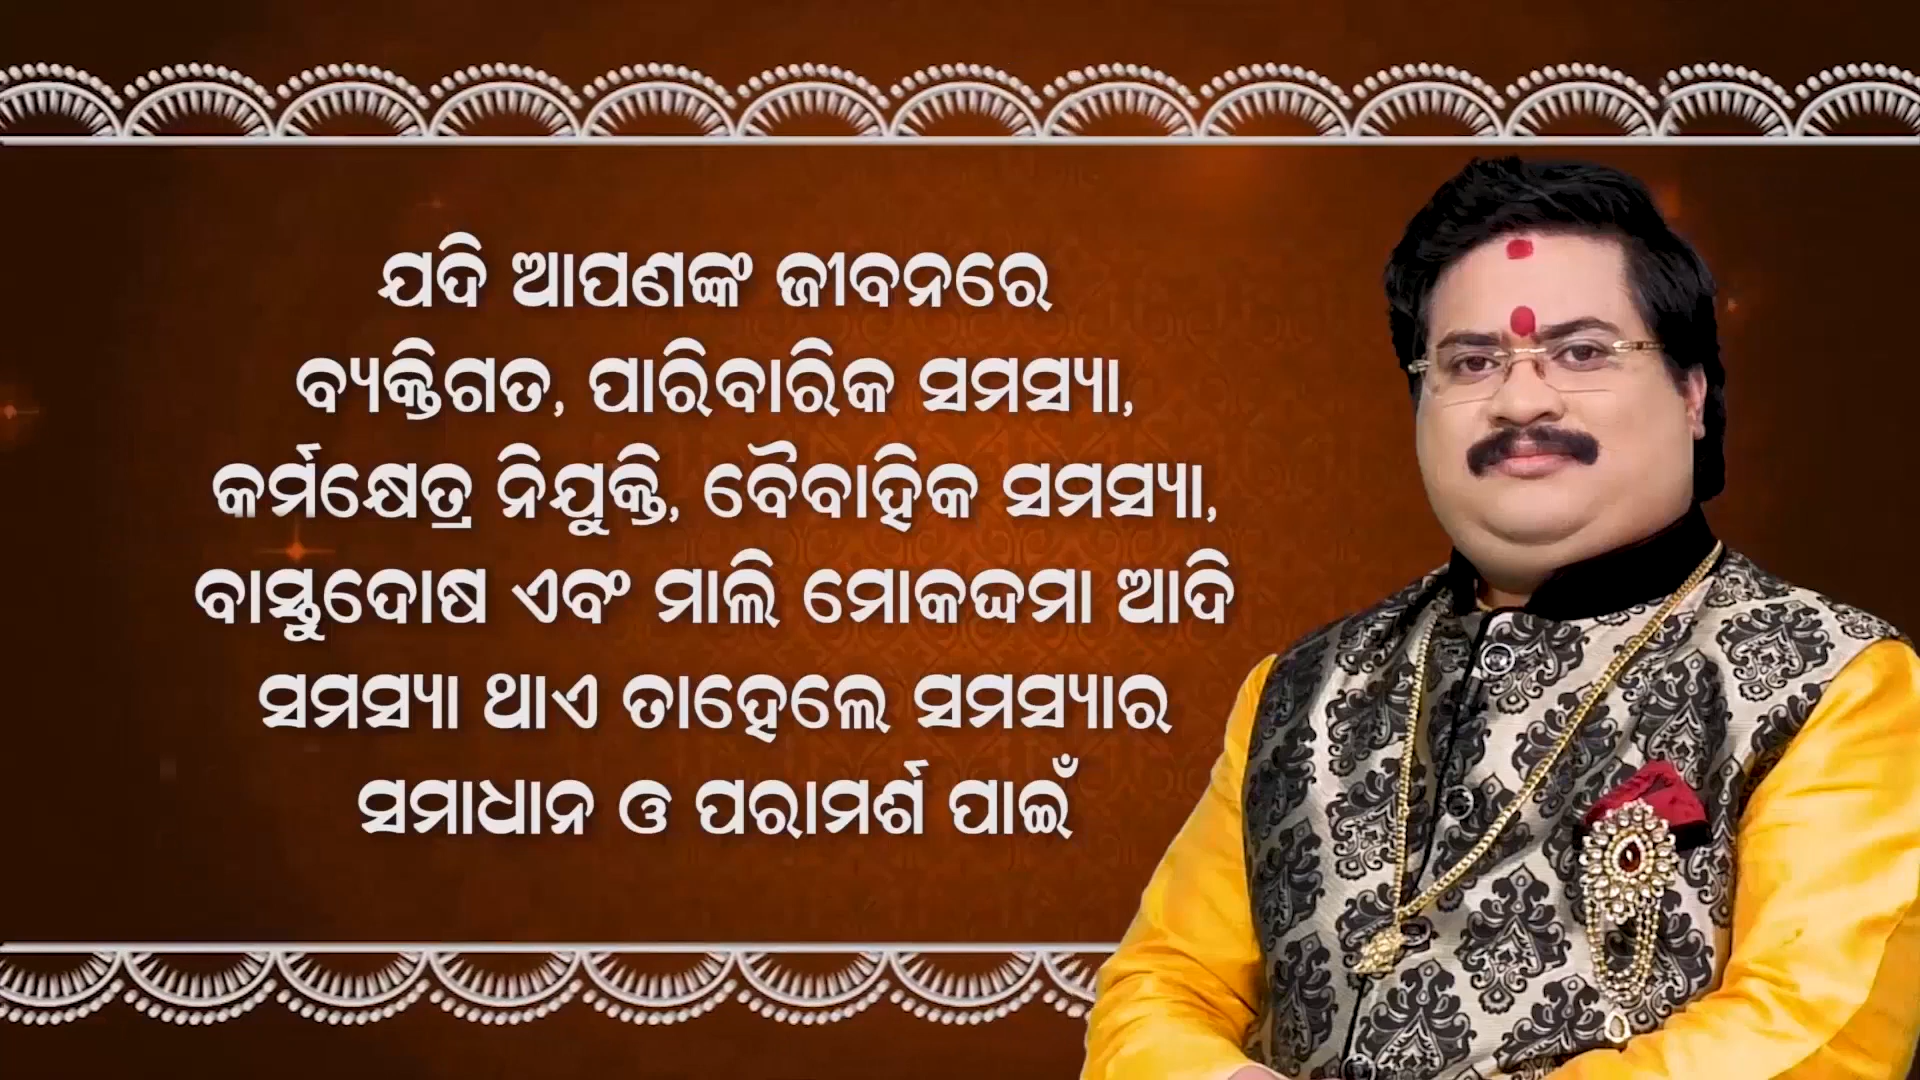 ଯଦି ଆପଣଙ୍କ ଜୀବନରେ
ବ୍ୟକ୍ତିଗତ, ପାରିବାରିକ ସମସ୍ୟା,
କର୍ମକ୍ଷେତ୍ର ନିଯୁକ୍ତି, ବୈବାହିକ ସମସ୍ୟା,
ବାସ୍ତୁଦୋଷ ଏବଂ ମାଲି ମୋକଦ୍ଦମା ଆଦି
ସମସ୍ୟା ଥାଏ ତାହେଲେ ସମସ୍ୟାର
ସମାଧାନ ଓ ପରାମର୍ଶ ପାଇଁ